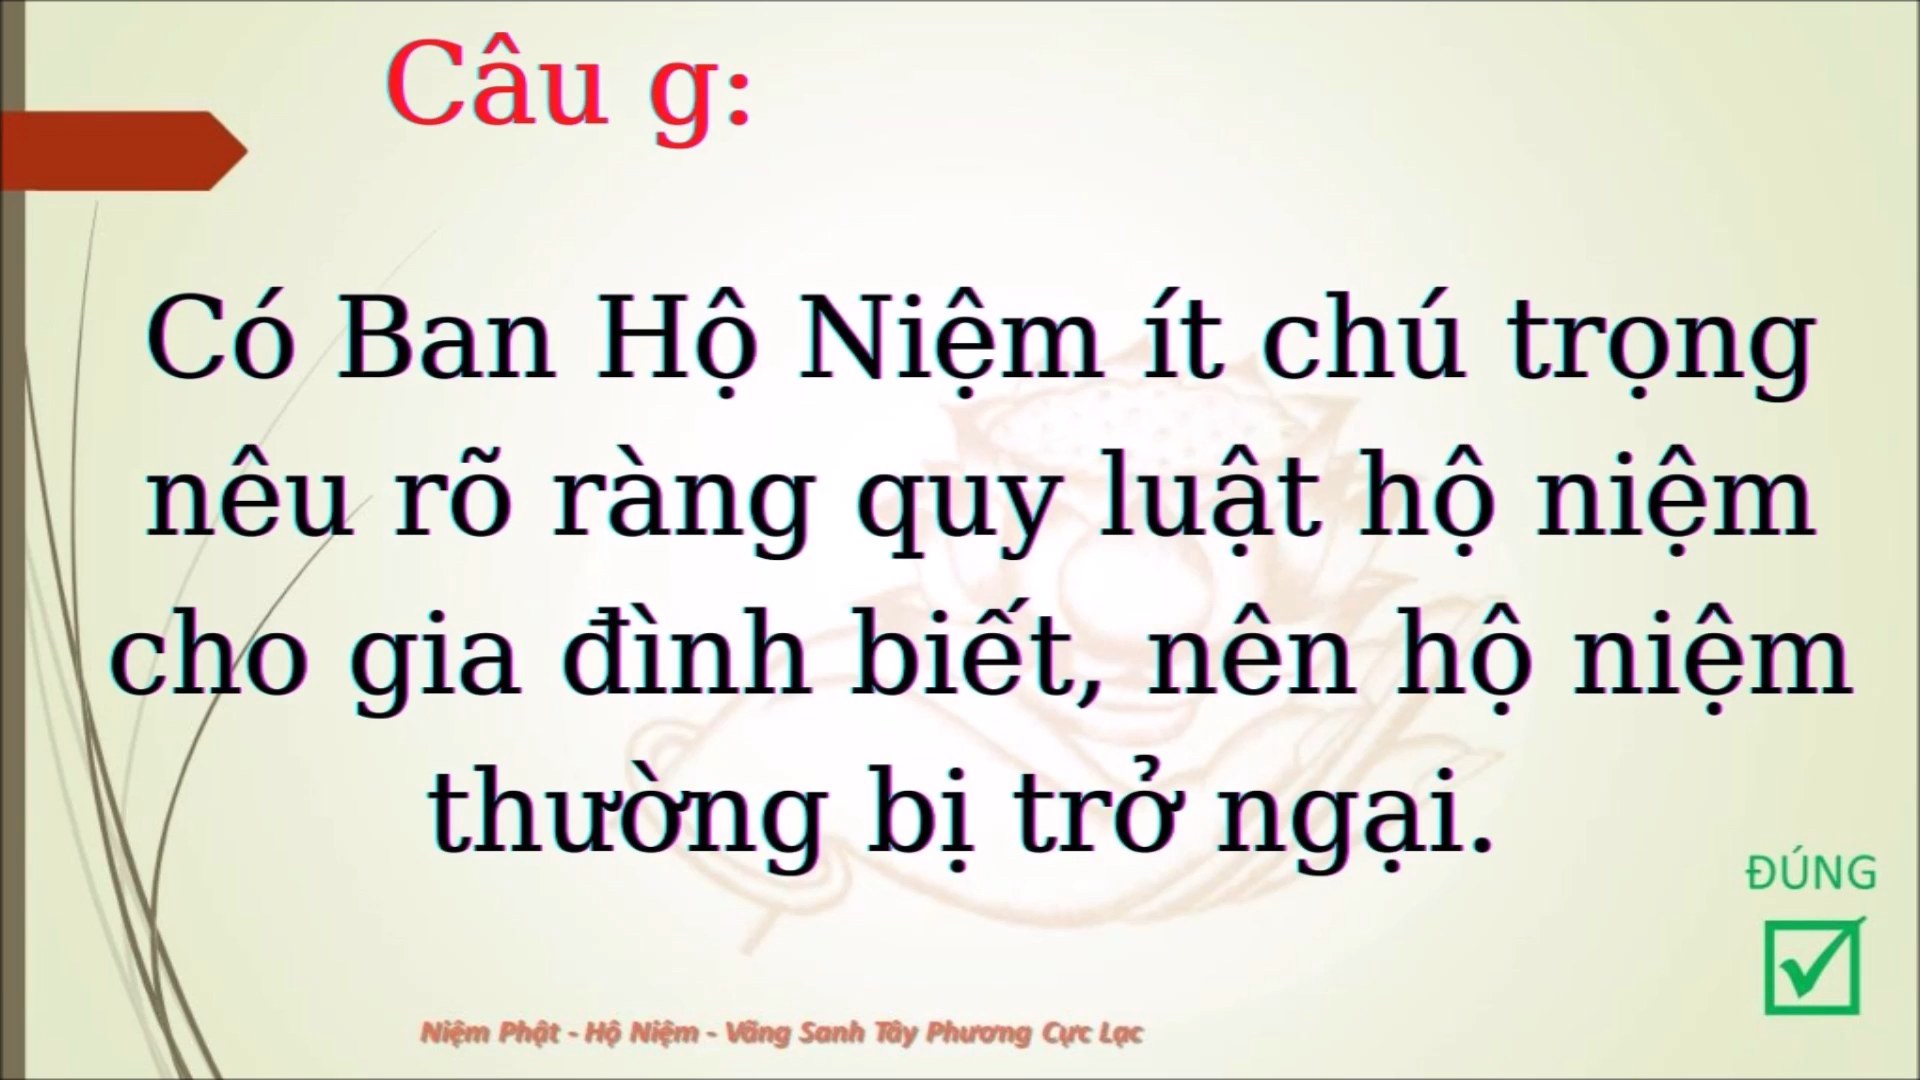 Câu g:
Có Ban Hộ Niệm ít chú trọng
nêu rõ ràng quy luật hộ niệm
cho gia đình biết, nên hộ niệm
thường bị trở ngại.
ĐÚNG
Niệm Phật - Hộ Niệm - Vãng Sanh Tây Phương Cực Lạc